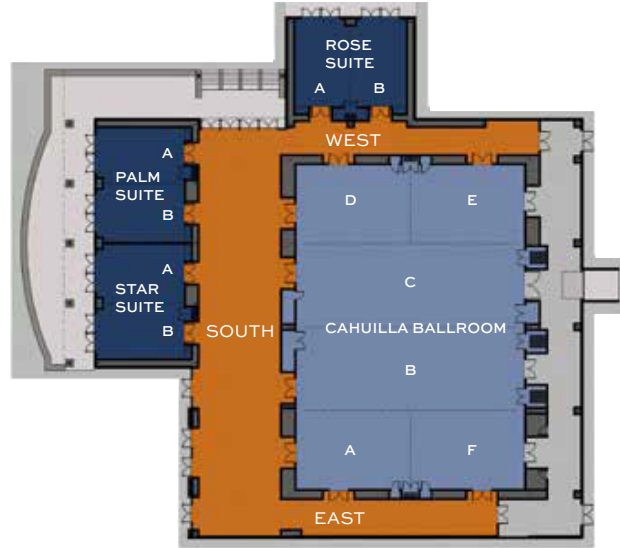 ROSE
SUITE
A
B
WEST
A
PALM
SUITE
B
D
E
A
STAR
SUITE
B
SOUTH
C
CAHUILLA BALLROOM
B
A
F
EAST